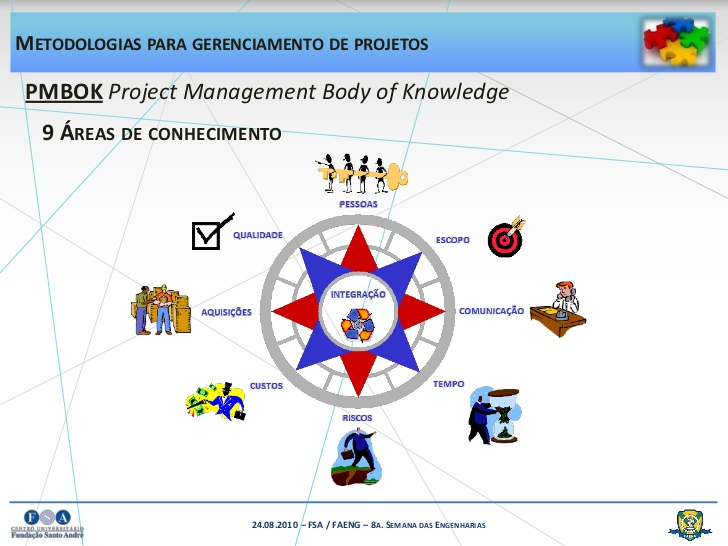 METODOLOGIAS PARA GERENCIAMENTO DE PROJETOS
PMBOK Project Management Body of Knowledge
9 ÁREAS DE CONHECIMENTO
PESSOAS
QUALIDADE
ESCOPO
INTEGRAÇÃO
AQUISIÇÕES
COMUNICAÇÃO
CUSTOS
TEMPO
RISCOS
FSA
CENTRO UNIVERSITÁRIO
Fundação Santo André
24.08.2010 – FSA / FAENG – 8A. SEMANA DAS ENGENHARIAS